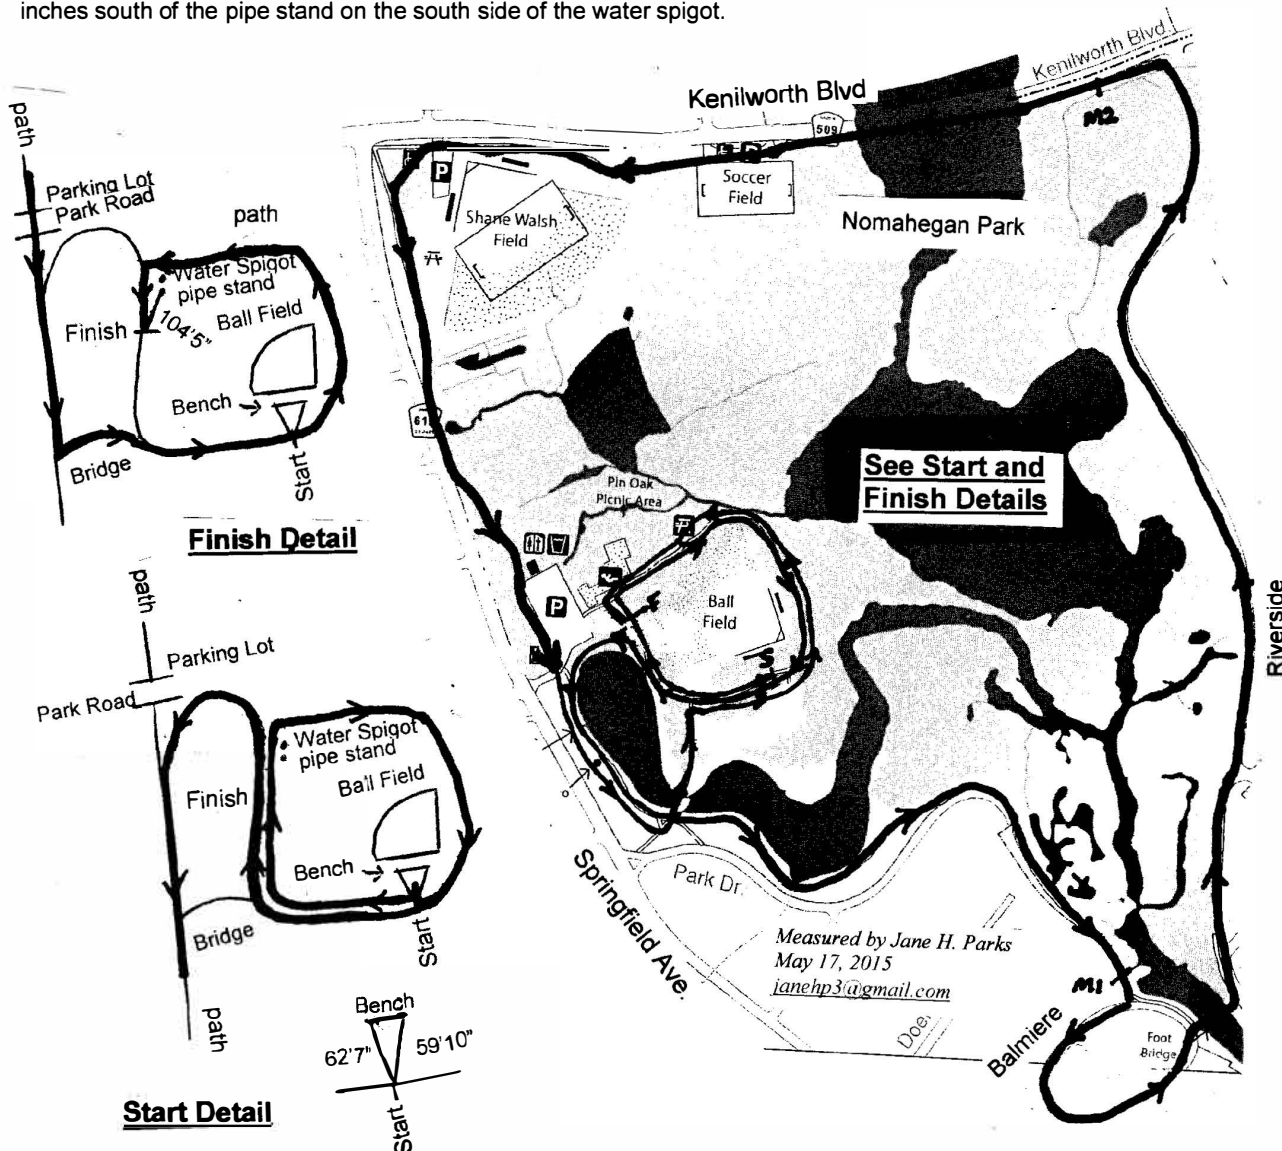 inches south of the pipe stand on the south side of the water spigot.
Kenilworth Blvd
Kenilworth Blvd
509
M2
P
Soccer
Field
Shane Walsh
Field
Nomahegan Park
path
Parking Lot
Park Road
path
Water Spigot
pipe stand
Finish
104'5"
Ball Field
Bench
Bridge
Start
Finish Detail
See Start and
Finish Details
Pin Oak
Picnic Area
P
Ball
Field
F
S
Riverside
path
Parking Lot
Park Road
Water Spigot
pipe stand
Ball Field
Finish
Bench
Bridge
Start
path
Bench
62'7"
59'10"
Start
Start Detail
Springfield Ave.
Park Dr.
Measured by Jane H. Parks
May 17, 2015
janehp3@gmail.com
M1
Balmiere
Foot
Bridge